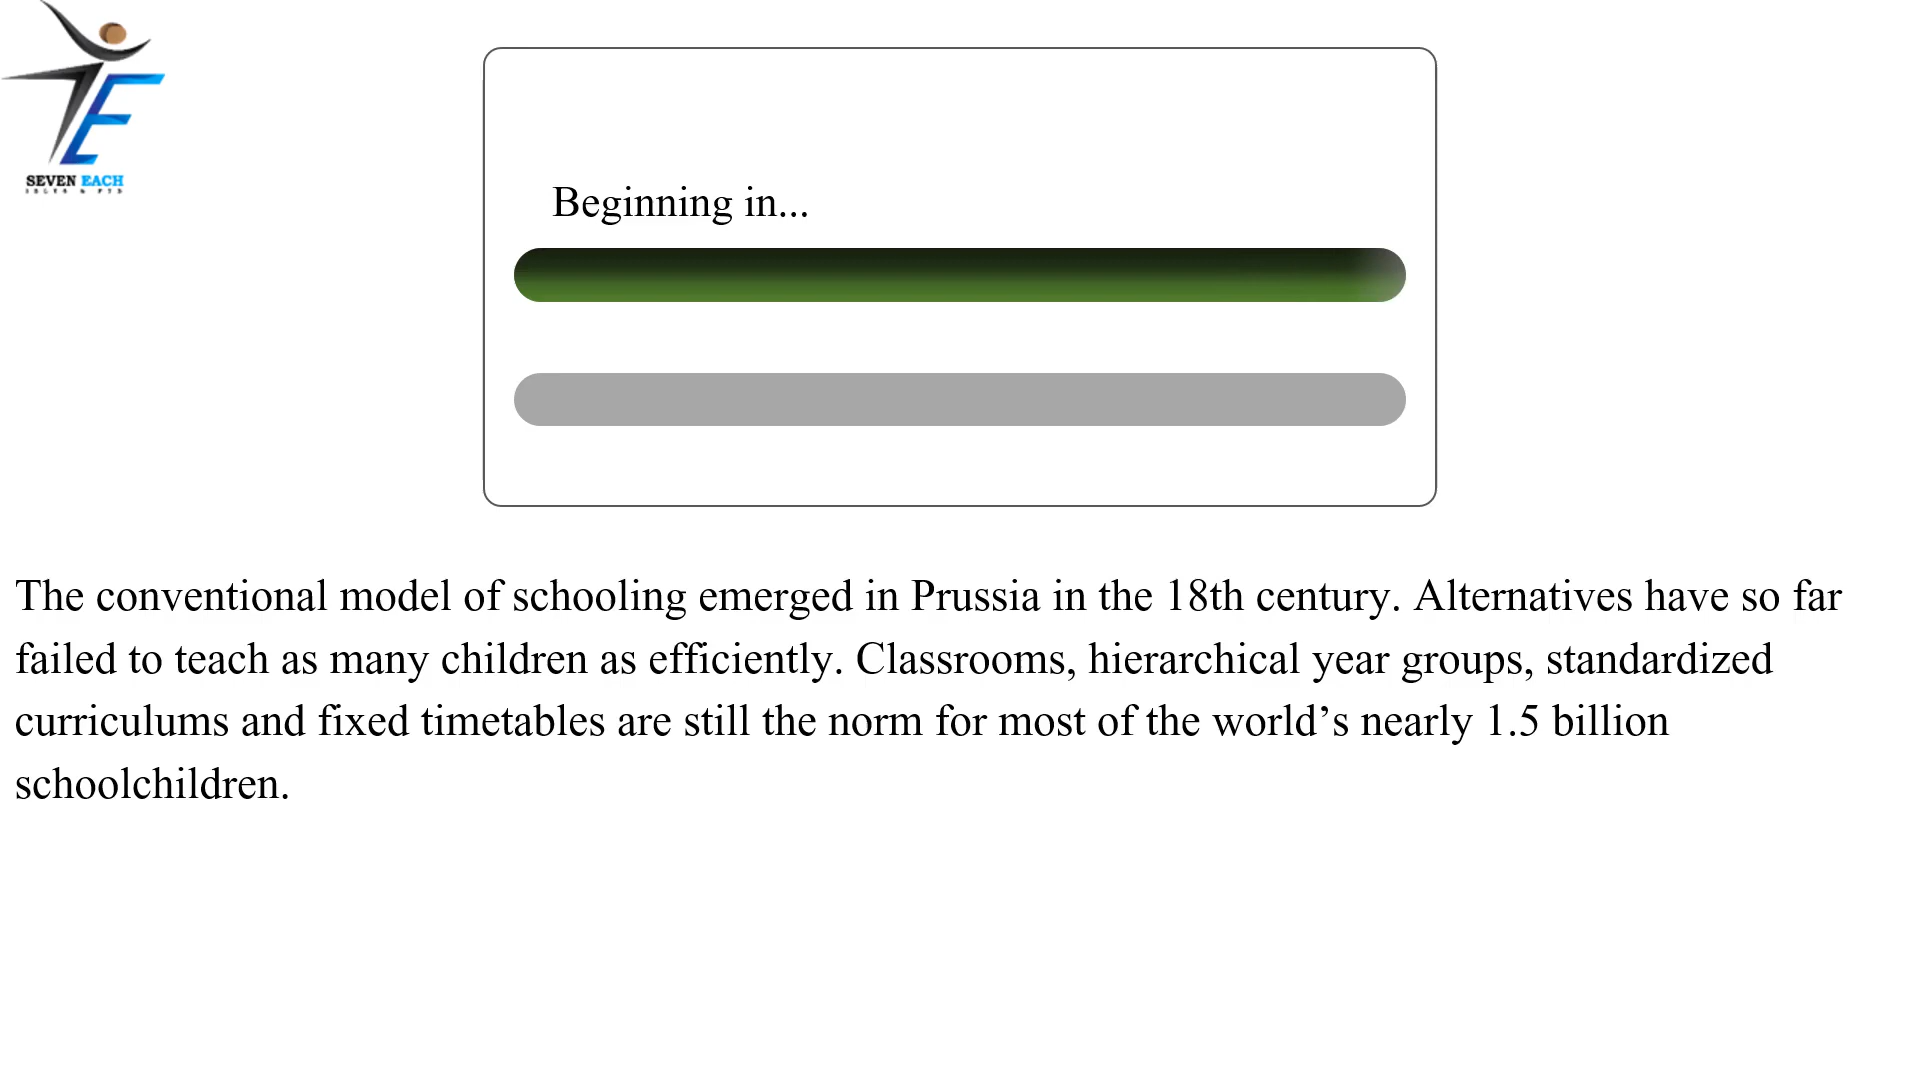 SEVEN EACH
Beginning in...
The conventional model of schooling emerged in Prussia in the 18th century. Alternatives have so far
failed to teach as many children as efficiently. Classrooms, hierarchical year groups, standardized
curriculums and fixed timetables are still the norm for most of the world’s nearly 1.5 billion
schoolchildren.